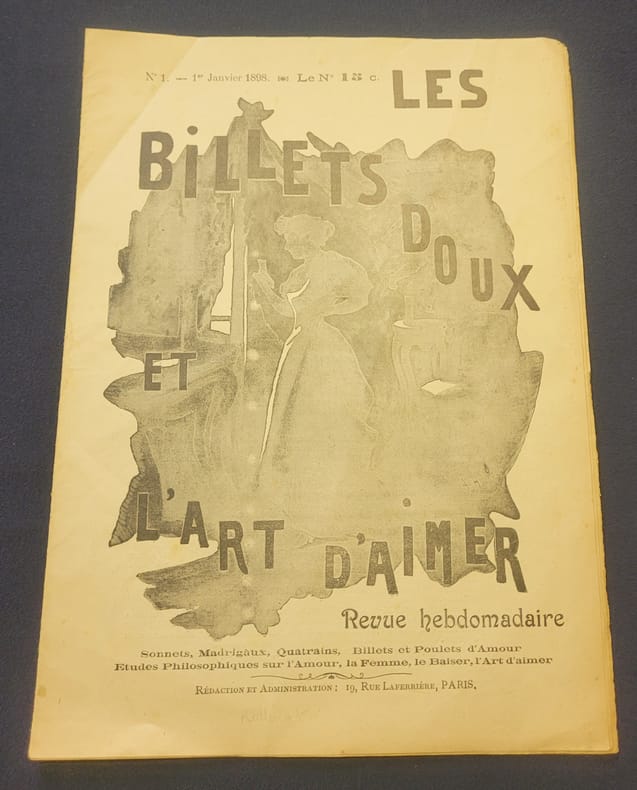 N° 1. — 1er Janvier 1898. Le N° 15 c.
LES
BiLLETS
DOUX
ET
L'ART D'AiMER
Revue hebdomadaire
Sonnets, Madrigaux, Quatrains, Billets et Poulets d'Amour
Etudes Philosophiques sur l'Amour, la Femme, le Baiser, l'Art d'aimer
RÉDACTION ET ADMINISTRATION ; 19, RUE LAFERRIÈRE, PARIS.